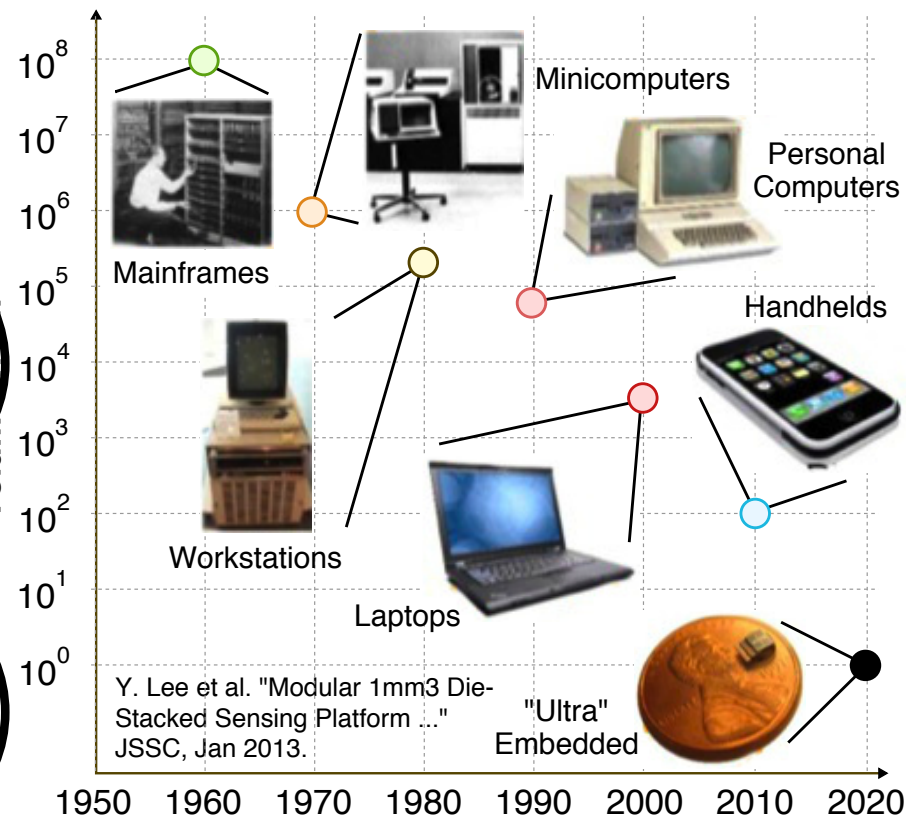 10^8
10^7
10^6
10^5
10^4
10^3
10^2
10^1
10^0
Mainframes
Minicomputers
Personal
Computers
Workstations
Handhelds
Laptops
"Ultra"
Embedded
Y. Lee et al. "Modular 1mm3 Die-
Stacked Sensing Platform ..."
JSSC, Jan 2013.
1950 1960 1970 1980 1990 2000 2010 2020